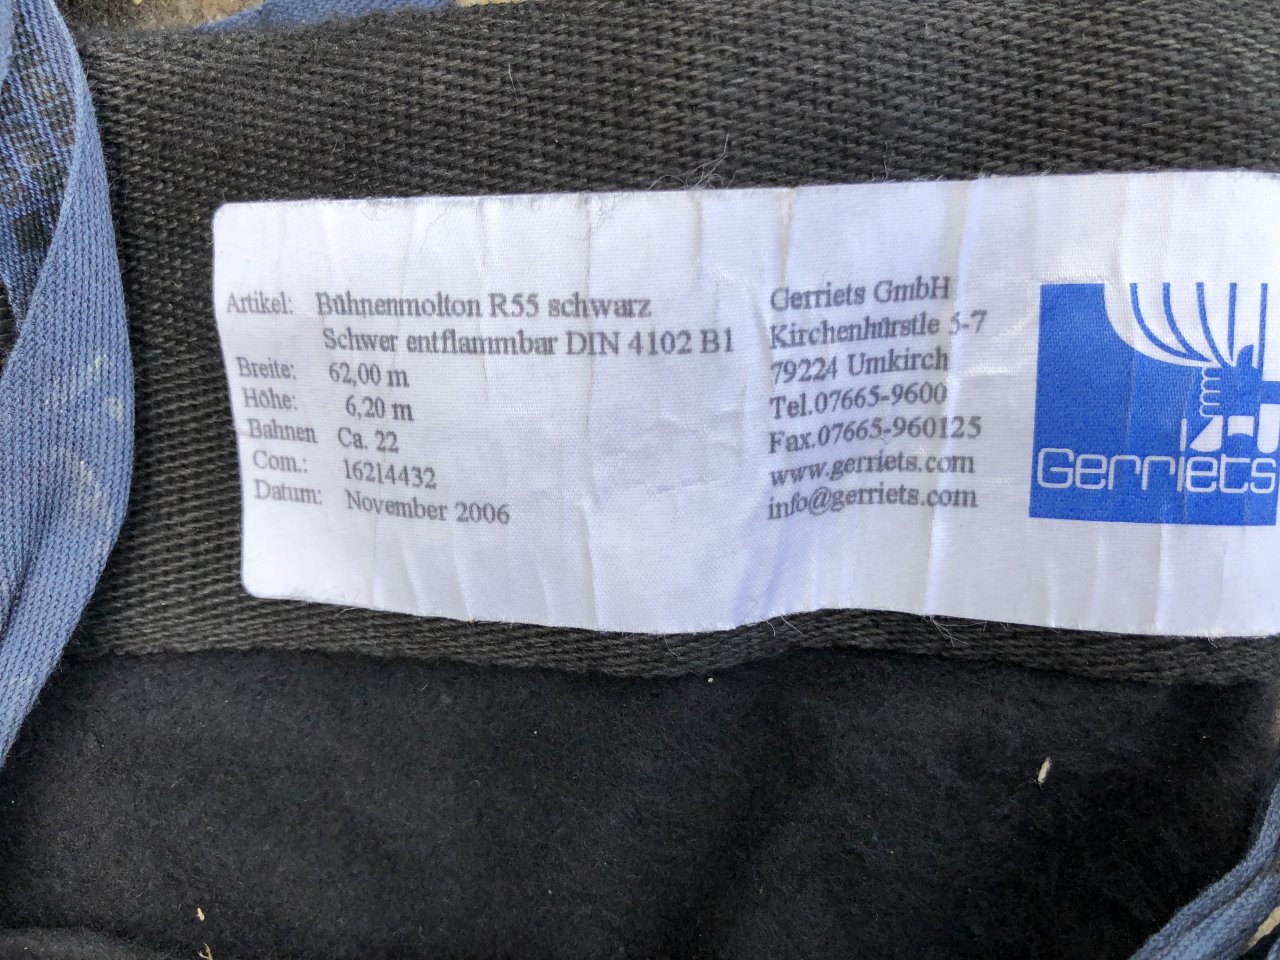 Artikel: Bühnenmolton R55 schwarz
Schwer entflammbar DIN 4102 B1
Breite: 62,00 m
Höhe: 6,20 m
Bahnen Ca. 22
Com.: 16214432
Datum: November 2006
Gerriets GmbH
Kirchenhürstle 5-7
79224 Umkirch
Tel.07665-9600
Fax.07665-960125
www.gerriets.com
info@gerriets.com
Gerriets